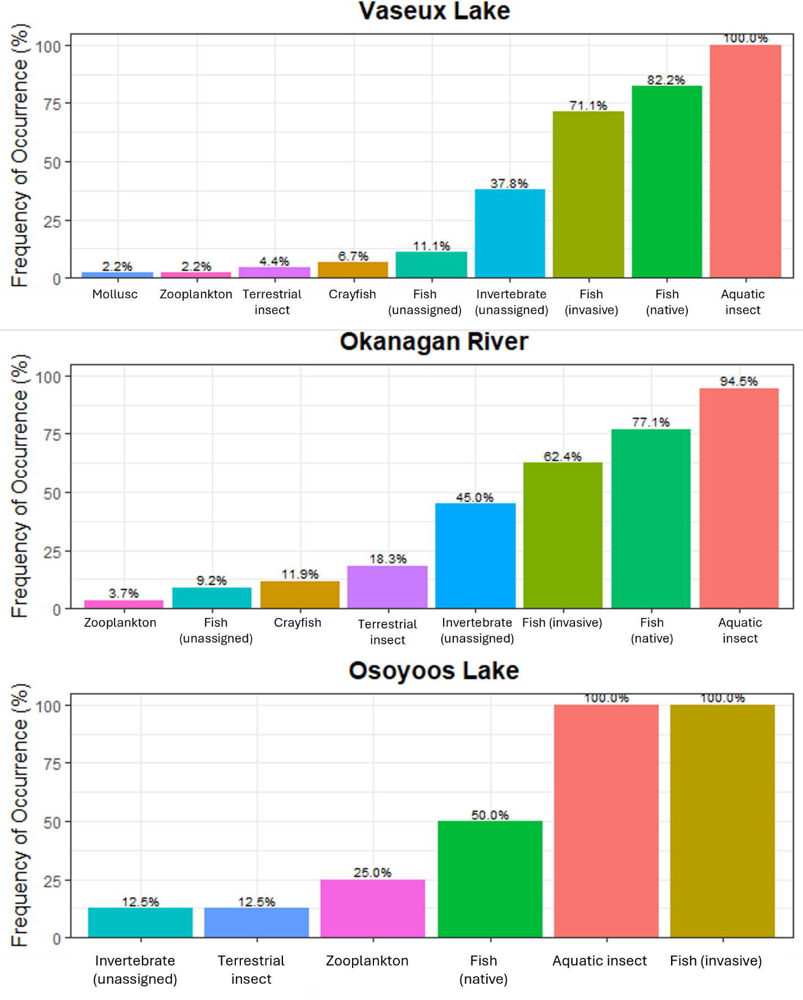 Vaseux Lake
Frequency of Occurrence (%)
100
75
50
25
0
2.2%
2.2%
4.4%
6.7%
11.1%
37.8%
71.1%
82.2%
100.0%
Mollusc
Zooplankton
Terrestrial
insect
Crayfish
Fish
(unassigned)
Invertebrate
(unassigned)
Fish
(invasive)
Fish
(native)
Aquatic
insect
Okanagan River
Frequency of Occurrence (%)
100
75
50
25
0
3.7%
9.2%
11.9%
18.3%
45.0%
62.4%
77.1%
94.5%
Zooplankton
Fish
(unassigned)
Crayfish
Terrestrial
insect
Invertebrate
(unassigned)
Fish (invasive)
Fish
(native)
Aquatic
insect
Osoyoos Lake
Frequency of Occurrence (%)
100
75
50
25
0
12.5%
12.5%
25.0%
50.0%
100.0%
100.0%
Invertebrate
(unassigned)
Terrestrial
insect
Zooplankton
Fish
(native)
Aquatic insect
Fish (invasive)